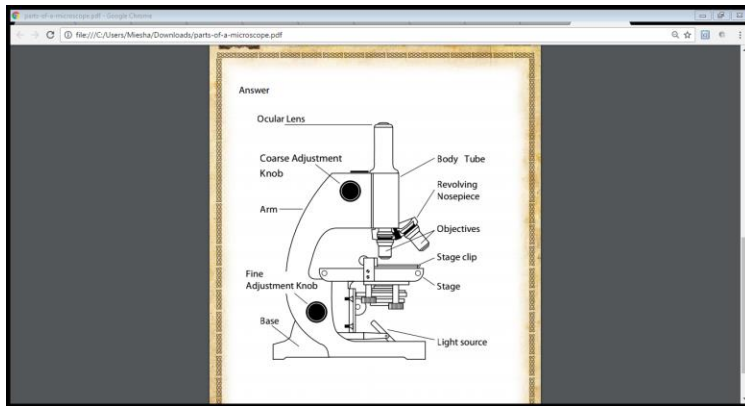 parts-of-a-microscope.pdf - Google Chrome
file:///C:/Users/Miesha/Downloads/parts-of-a-microscope.pdf
Answer
Ocular Lens
Coarse Adjustment
Knob
Body Tube
Revolving
Nosepiece
Arm
Objectives
Stage clip
Fine
Adjustment Knob
Stage
Base
Light source